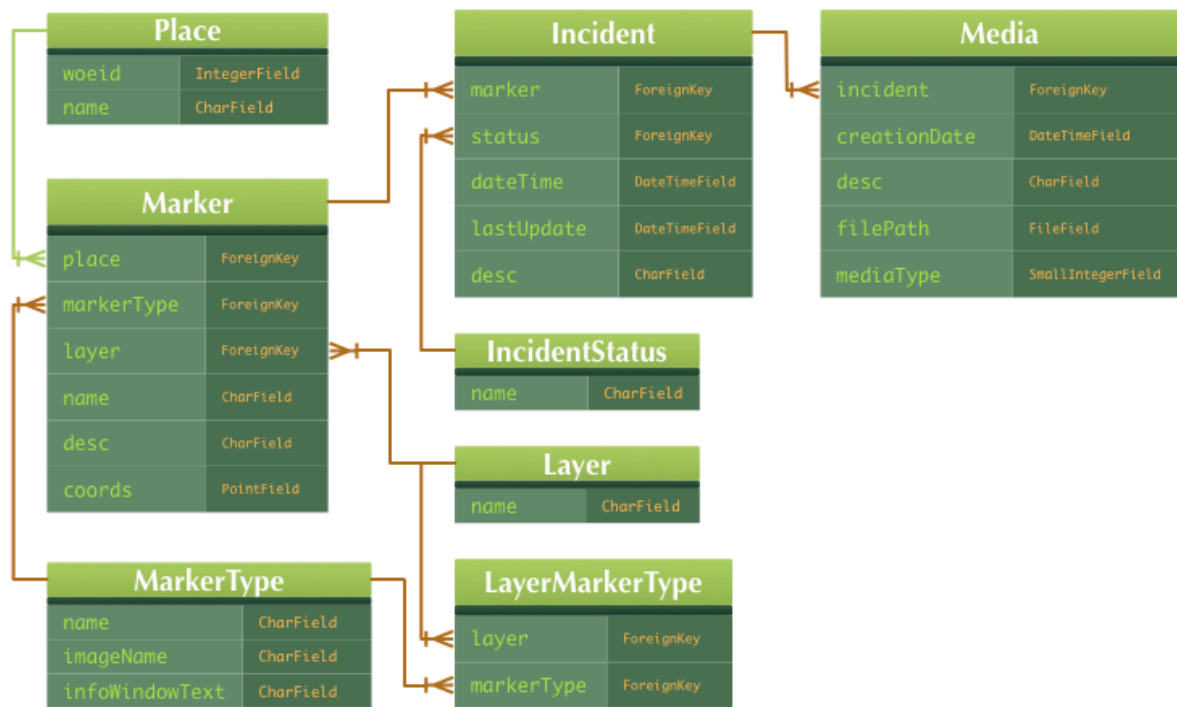 Place
woeid IntegerField
name CharField
Marker
place ForeignKey
markerType ForeignKey
layer ForeignKey
name CharField
desc CharField
coords PointField
MarkerType
name CharField
imageName CharField
infoWindowText CharField
Incident
marker ForeignKey
status ForeignKey
dateTime DateTimeField
lastUpdate DateTimeField
desc CharField
IncidentStatus
name CharField
Layer
name CharField
LayerMarkerType
layer ForeignKey
markerType ForeignKey
Media
incident ForeignKey
creationDate DateTimeField
desc CharField
filePath FileField
mediaType SmallIntegerField